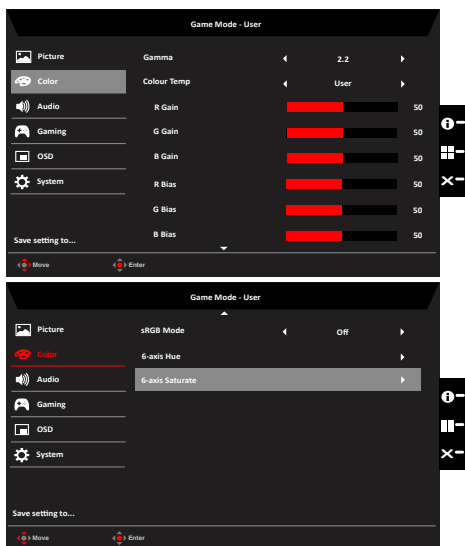 Game Mode - User
Picture Gamma 2.2
Color Colour Temp User
Audio R Gain 50
Gaming G Gain 50
OSD B Gain 50
System R Bias 50
G Bias 50
Save setting to... B Bias 50
Move Enter
Game Mode - User
Picture sRGB Mode Off
Color 6-axis Hue
Audio 6-axis Saturate
Gaming
OSD
System
Save setting to...
Move Enter